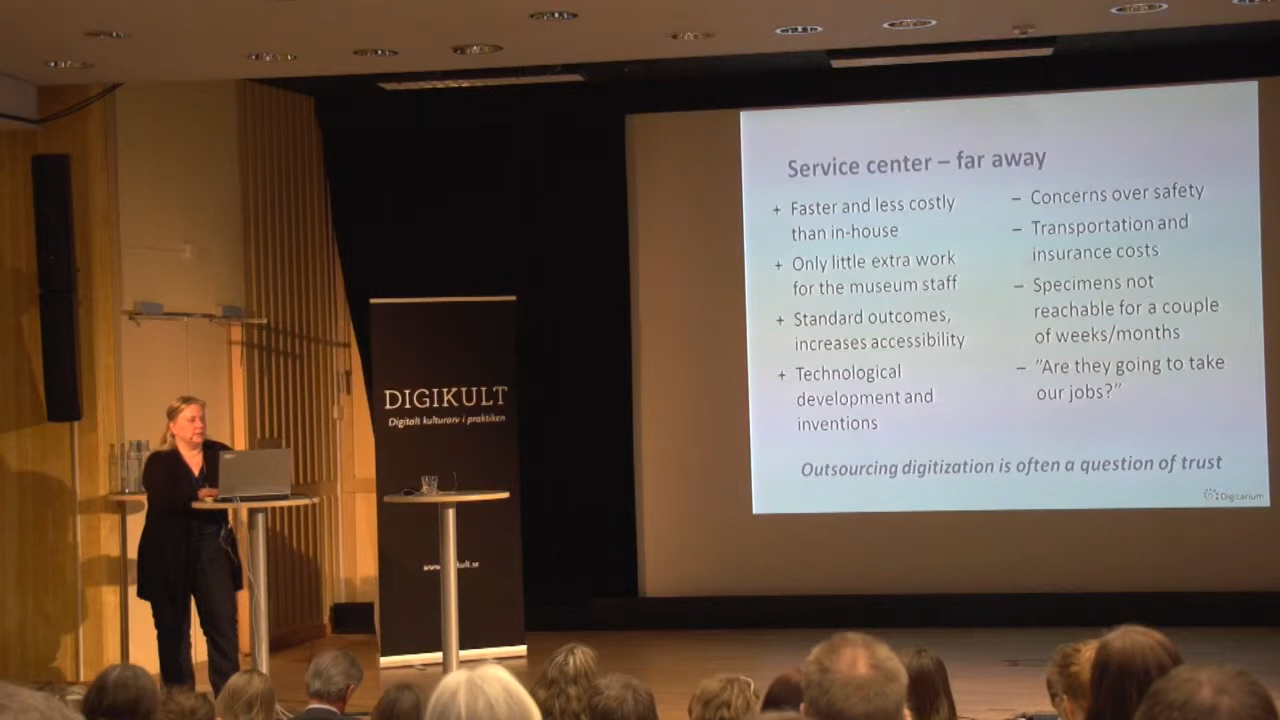 DIGIKULT
Digitalt kulturarv i praktiken
Service center – far away
+ Faster and less costly
than in-house
+ Only little extra work
for the museum staff
+ Standard outcomes,
increases accessibility
+ Technological
development and
inventions
– Concerns over safety
– Transportation and
insurance costs
– Specimens not
reachable for a couple
of weeks/months
– ”Are they going to take
our jobs?”
Outsourcing digitization is often a question of trust
Digitarium